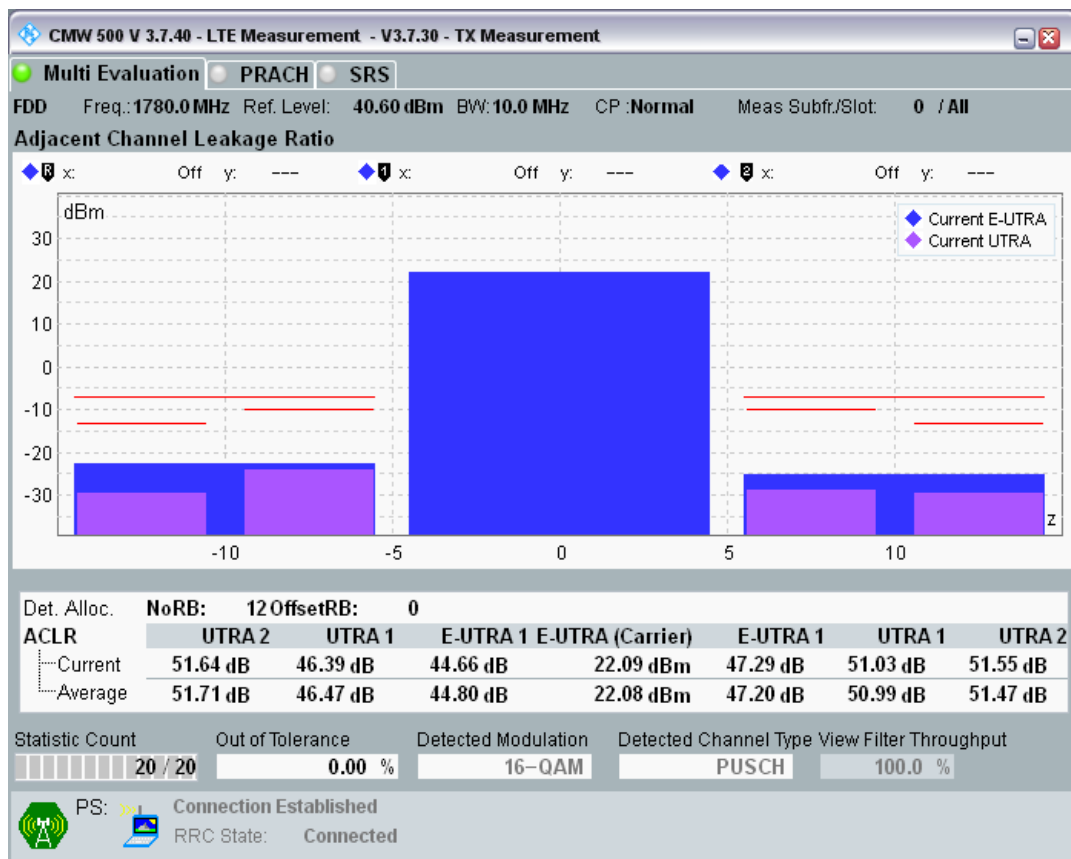 CMW 500 V 3.7.40 - LTE Measurement - V3.7.30 - TX Measurement
Multi Evaluation PRACH SRS
FDD Freq.:1780.0 MHz Ref. Level: 40.60 dBm BW:10.0 MHz CP :Normal Meas Subfr./Slot: 0 / All
Adjacent Channel Leakage Ratio
R x: Off y: --- 1 x: Off y: --- 2 x: Off y: ---
dBm
Current E-UTRA
Current UTRA
30
20
10
0
-10
-20
-30
z
-10 -5 0 5 10
Det. Alloc. NoRB: 12 OffsetRB: 0
ACLR UTRA 2 UTRA 1 E-UTRA 1 E-UTRA (Carrier) E-UTRA 1 UTRA 1 UTRA 2
Current 51.64 dB 46.39 dB 44.66 dB 22.09 dBm 47.29 dB 51.03 dB 51.55 dB
Average 51.71 dB 46.47 dB 44.80 dB 22.08 dBm 47.20 dB 50.99 dB 51.47 dB
Statistic Count Out of Tolerance Detected Modulation Detected Channel Type View Filter Throughput
20 / 20 0.00 % 16-QAM PUSCH 100.0 %
PS: Connection Established
RRC State: Connected